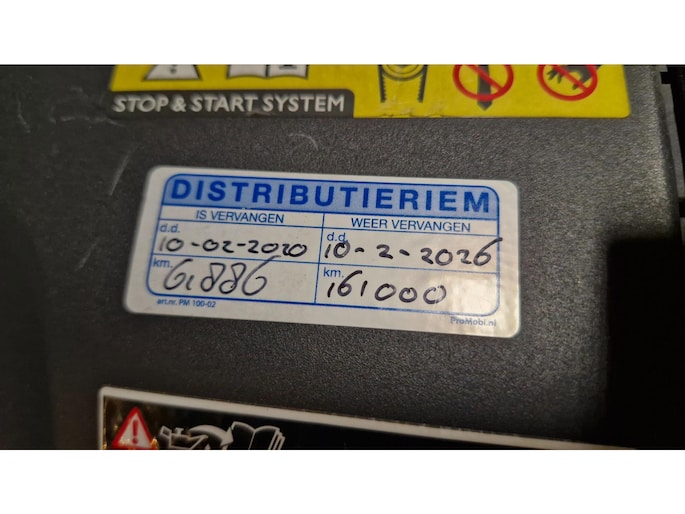 STOP & START SYSTEM
DISTRIBUTIERIEM
IS VERVANGEN
WEER VERVANGEN
d.d. 10-02-2020
d.d. 10-2-2026
km. 61886
km. 161000
art.nr. PM 100-02
ProMobi.nl